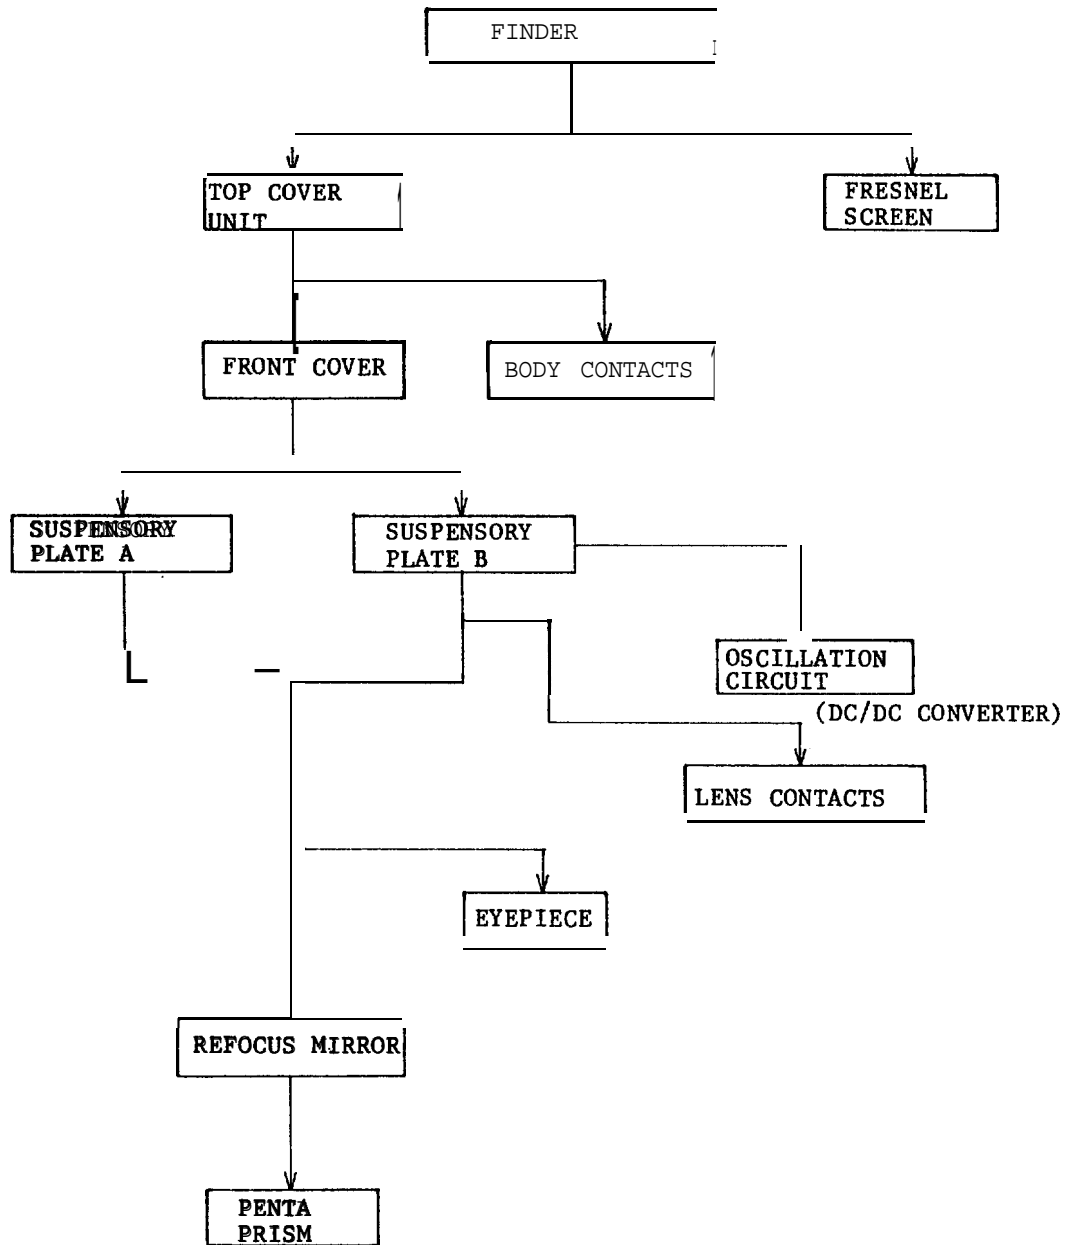 FINDER
TOP COVER
UNIT
FRESNEL
SCREEN
FRONT COVER
BODY CONTACTS
SUSPENSORY
PLATE A
SUSPENSORY
PLATE B
OSCILLATION
CIRCUIT
(DC/DC CONVERTER)
LENS CONTACTS
EYEPIECE
REFOCUS MIRROR
PENTA
PRISM